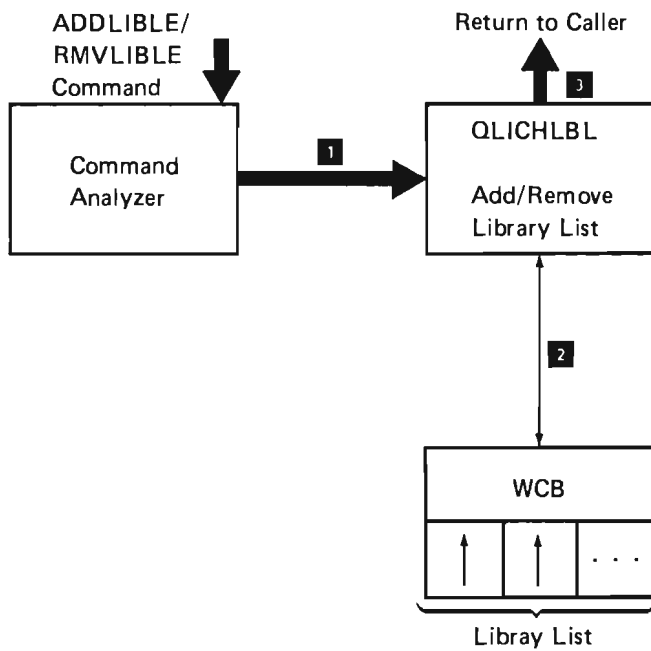 ADDLIBLE/
RMVLIBLE
Command
Return to Caller
3
Command
Analyzer
1
QLICHLBL
Add/Remove
Library List
2
WCB
. . .
Libray List